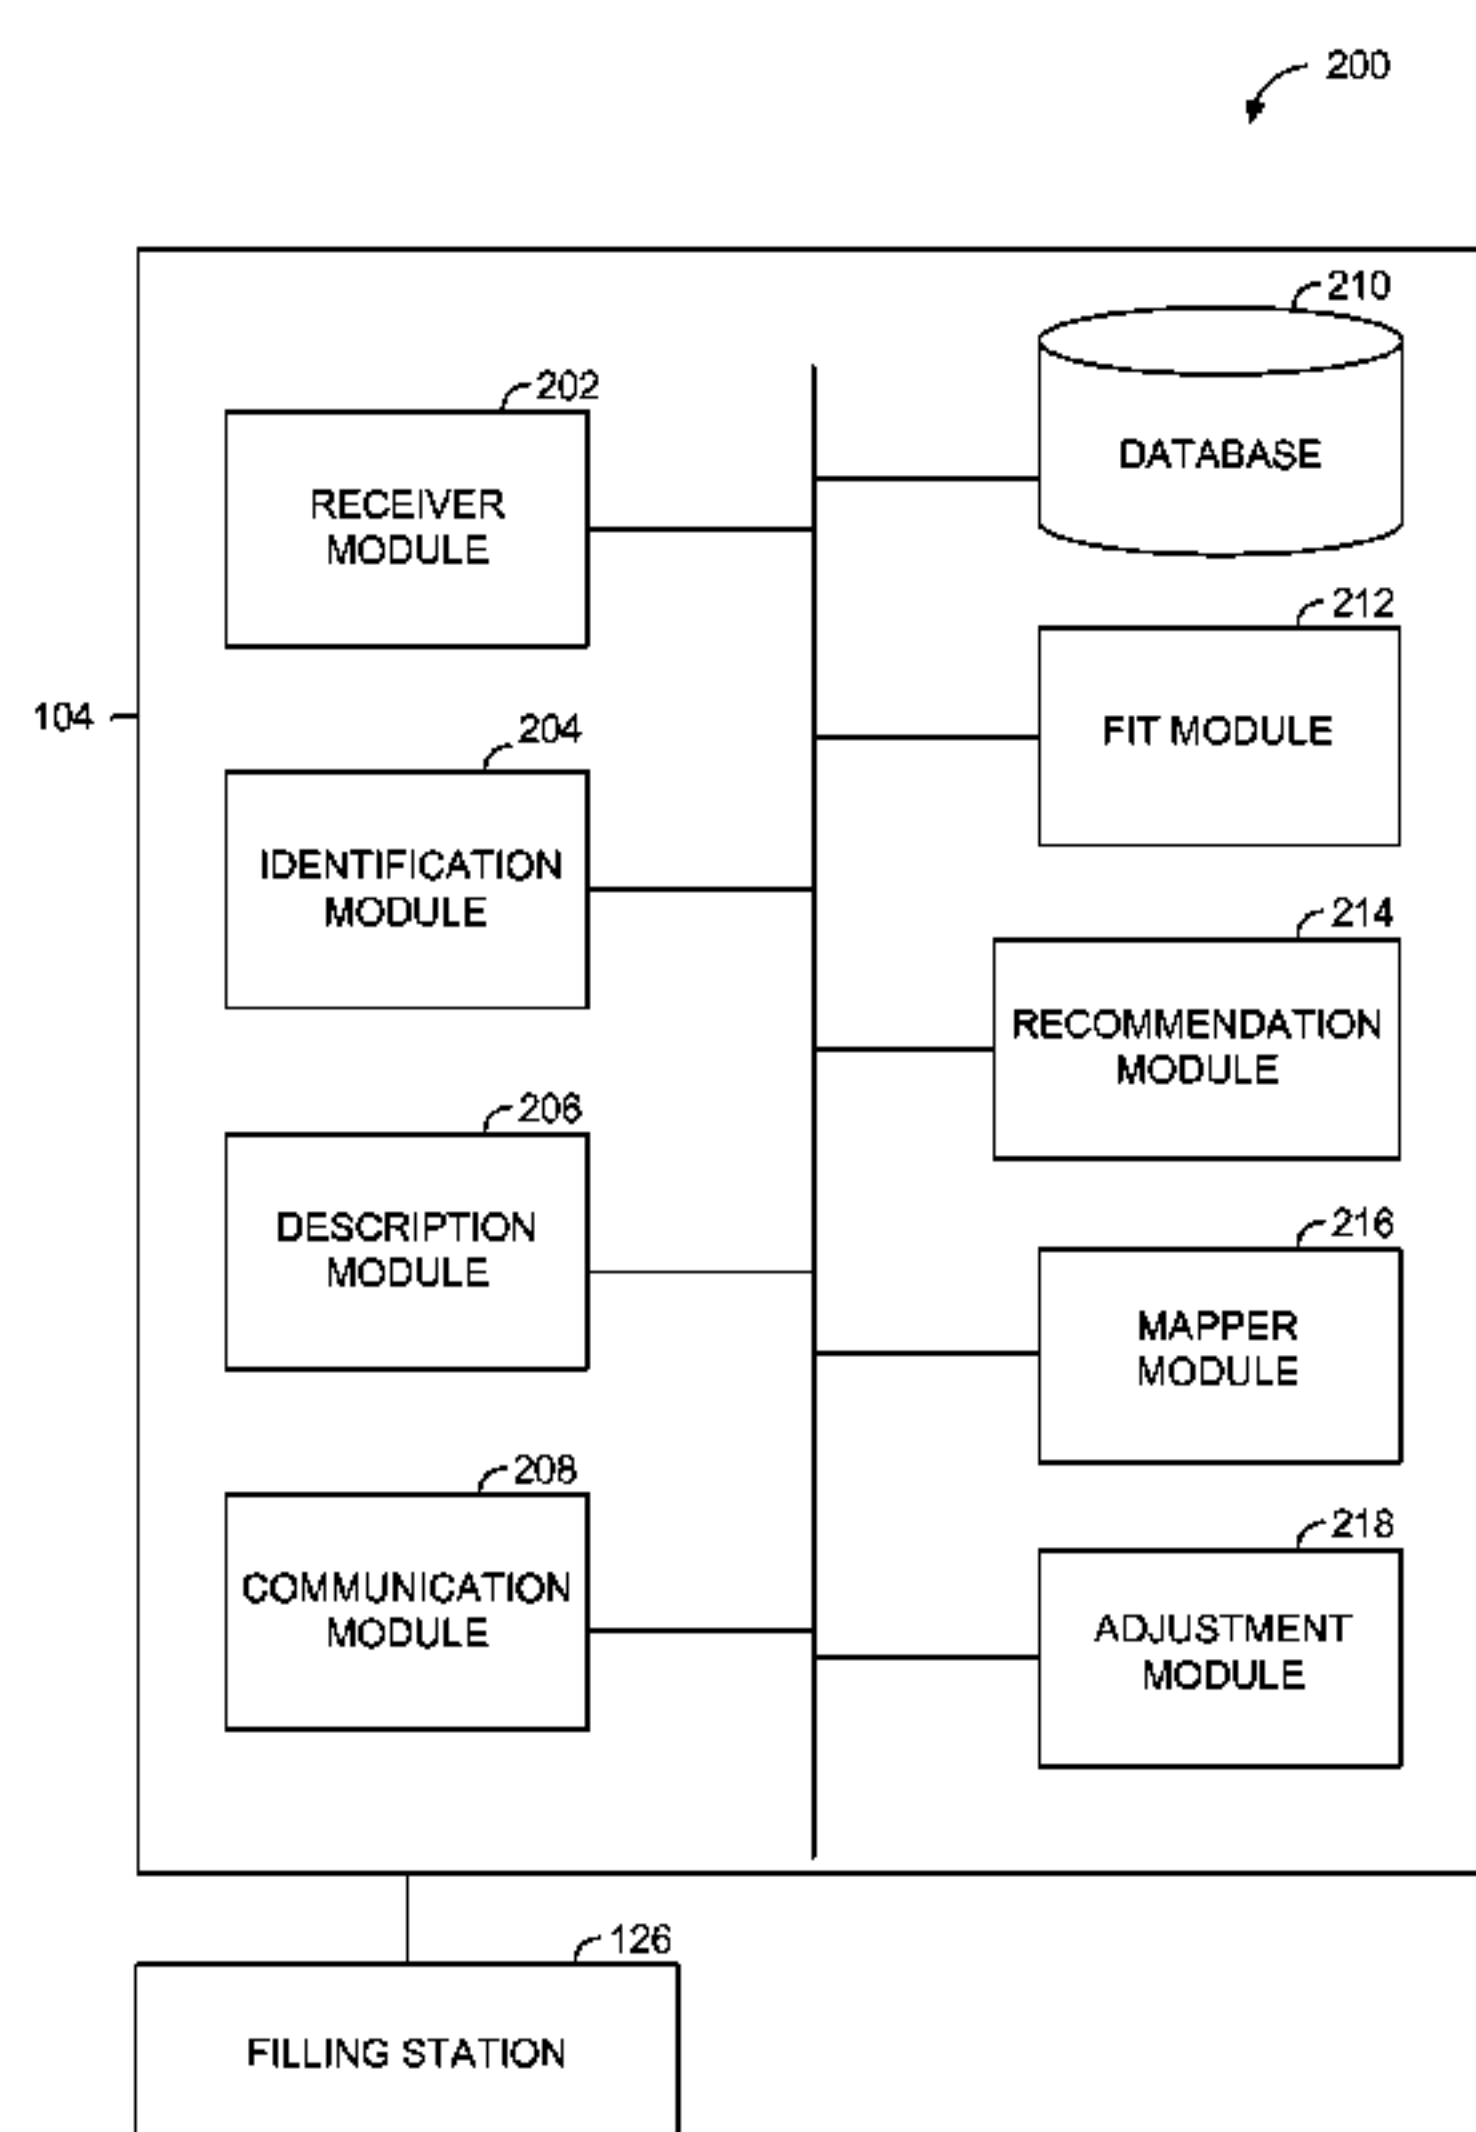 200
210
DATABASE
202
RECEIVER
MODULE
212
FIT MODULE
104
204
IDENTIFICATION
MODULE
214
RECOMMENDATION
MODULE
206
DESCRIPTION
MODULE
216
MAPPER
MODULE
208
COMMUNICATION
MODULE
218
ADJUSTMENT
MODULE
126
FILLING STATION